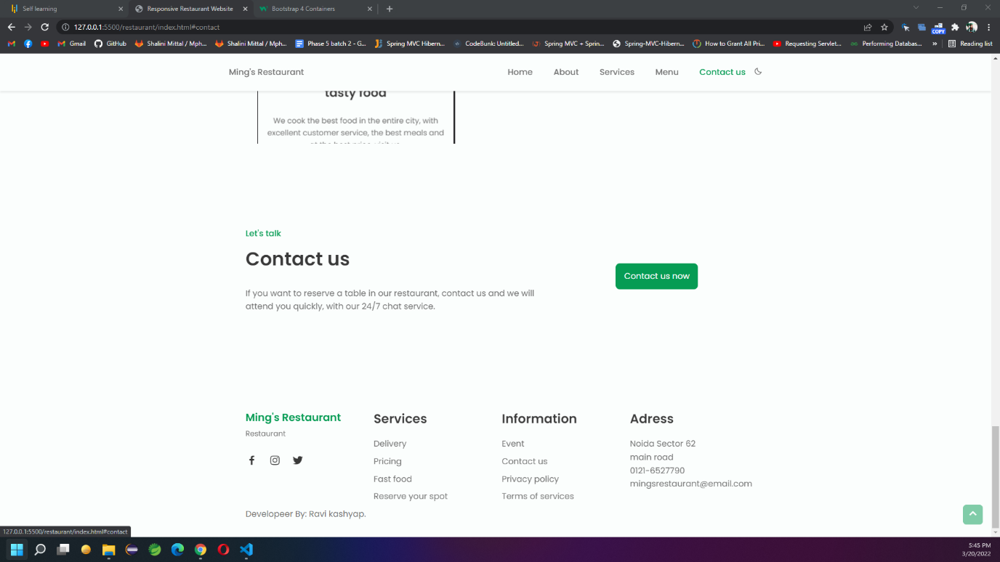 Self learning
Responsive Restaurant Website
Bootstrap 4 Containers
127.0.0.1:5500/restaurant/index.html#contact
COPY
Gmail
GitHub
Shalini Mittal / Mph...
Shalini Mittal / Mph...
Phase 5 batch 2 - G...
Spring MVC Hibern...
CodeBunk: Untitled...
Spring MVC + Sprin...
Spring-MVC-Hibern...
How to Grant All Pri...
Requesting Servlet...
Performing Databas...
»
Reading list
Ming's Restaurant
Home
About
Services
Menu
Contact us
tasty food
We cook the best food in the entire city, with
excellent customer service, the best meals and
at the best price, visit us.
Let's talk
Contact us
If you want to reserve a table in our restaurant, contact us and we will
attend you quickly, with our 24/7 chat service.
Contact us now
Ming's Restaurant
Restaurant
Services
Delivery
Pricing
Fast food
Reserve your spot
Information
Event
Contact us
Privacy policy
Terms of services
Adress
Noida Sector 62
main road
0121-6527790
mingsrestaurant@email.com
Developeer By: Ravi kashyap.
127.0.0.1:5500/restaurant/index.html#contact
5:45 PM
3/20/2022